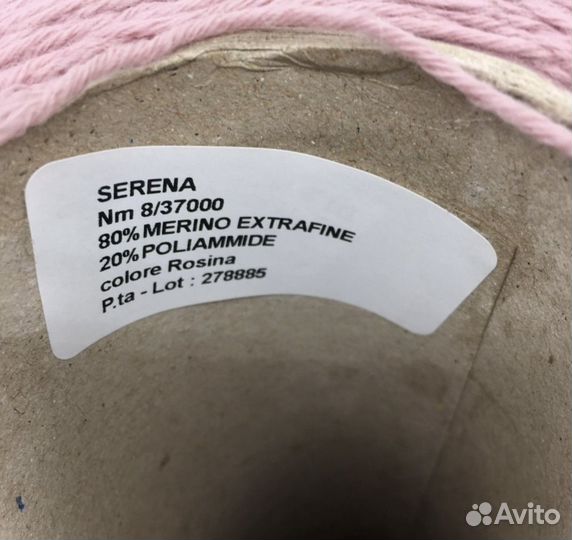 SERENA
Nm 8/37000
80% MERINO EXTRAFINE
20% POLIAMMIDE
colore Rosina
P.ta - Lot : 278885
Avito